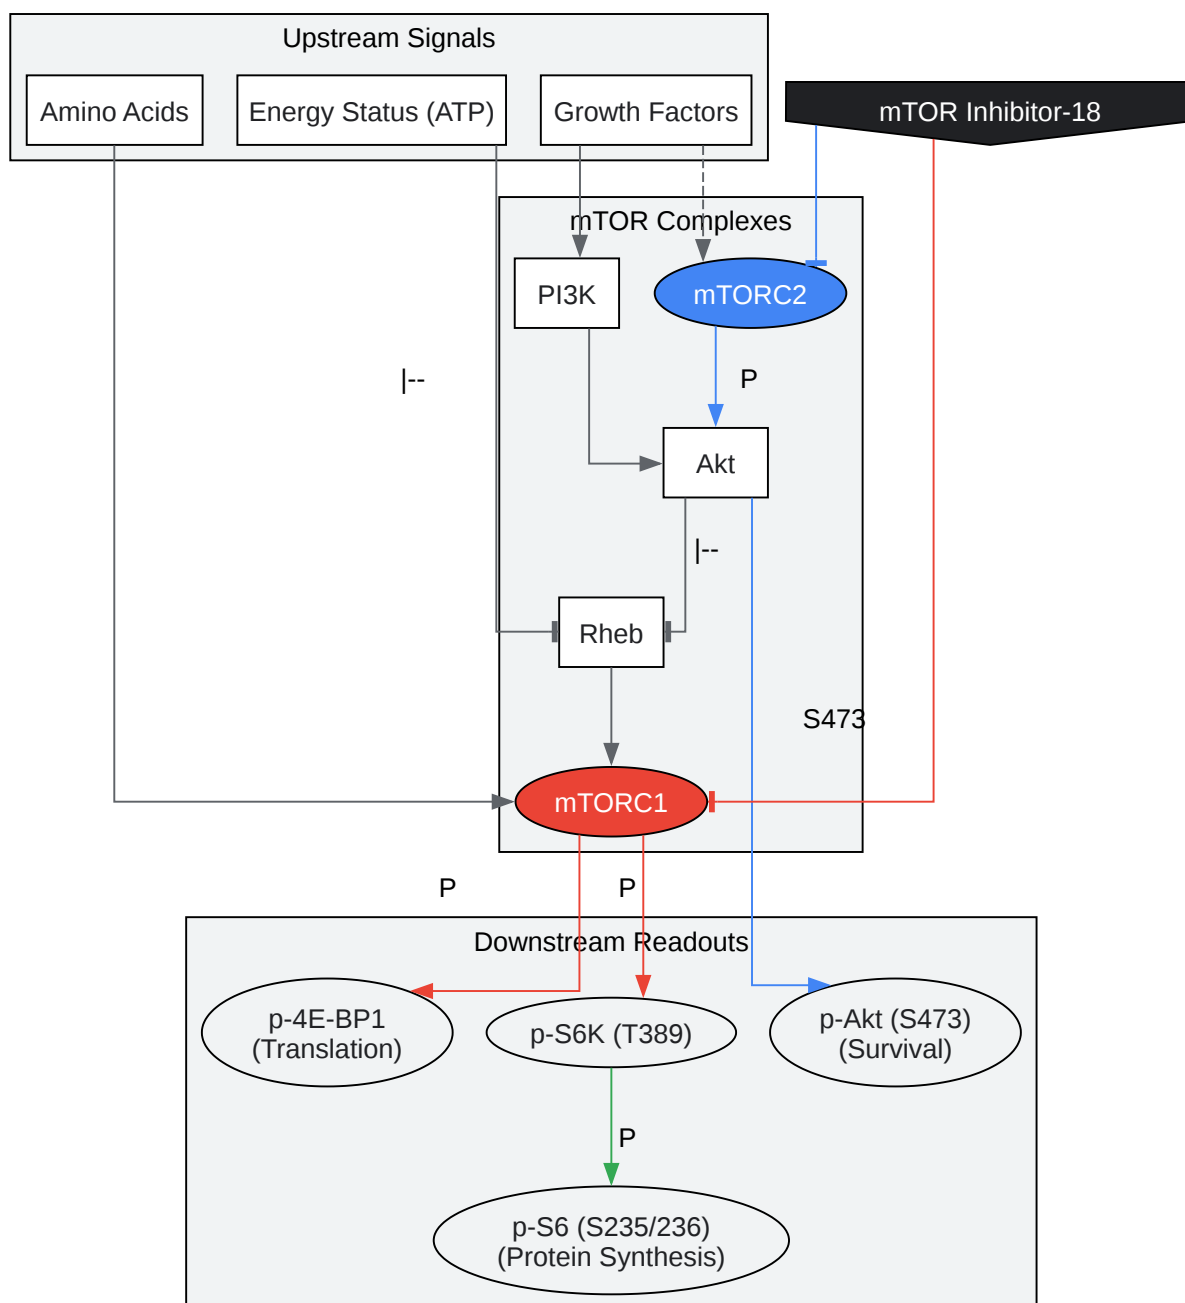 Upstream Signals
Amino Acids
Energy Status (ATP)
Growth Factors
mTOR Inhibitor-18
mTOR Complexes
PI3K
mTORC2
|--
P
Akt
|--
Rheb
S473
mTORC1
P
P
Downstream Readouts
p-4E-BP1
(Translation)
p-S6K (T389)
p-Akt (S473)
(Survival)
P
p-S6 (S235/236)
(Protein Synthesis)